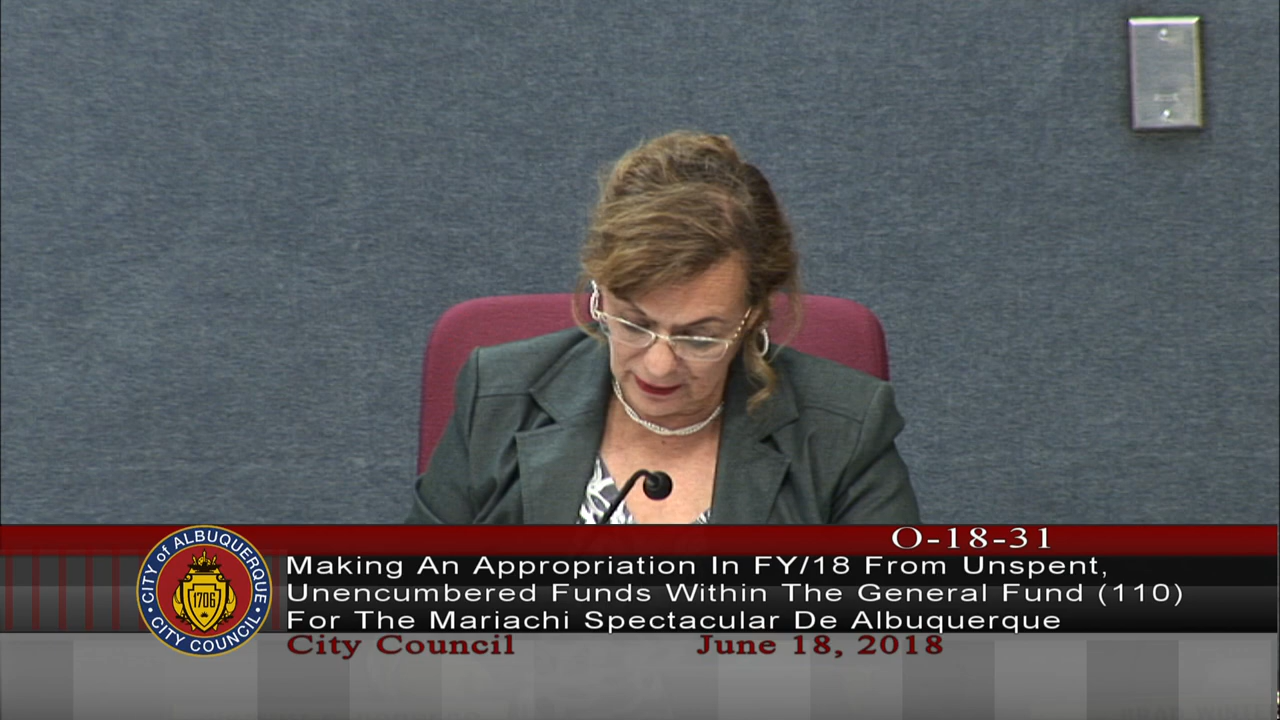 O-18-31
Making An Appropriation In FY/18 From Unspent,
Unencumbered Funds Within The General Fund (110)
For The Mariachi Spectacular De Albuquerque
City Council June 18, 2018
CITY of ALBUQUERQUE
1706
CITY COUNCIL